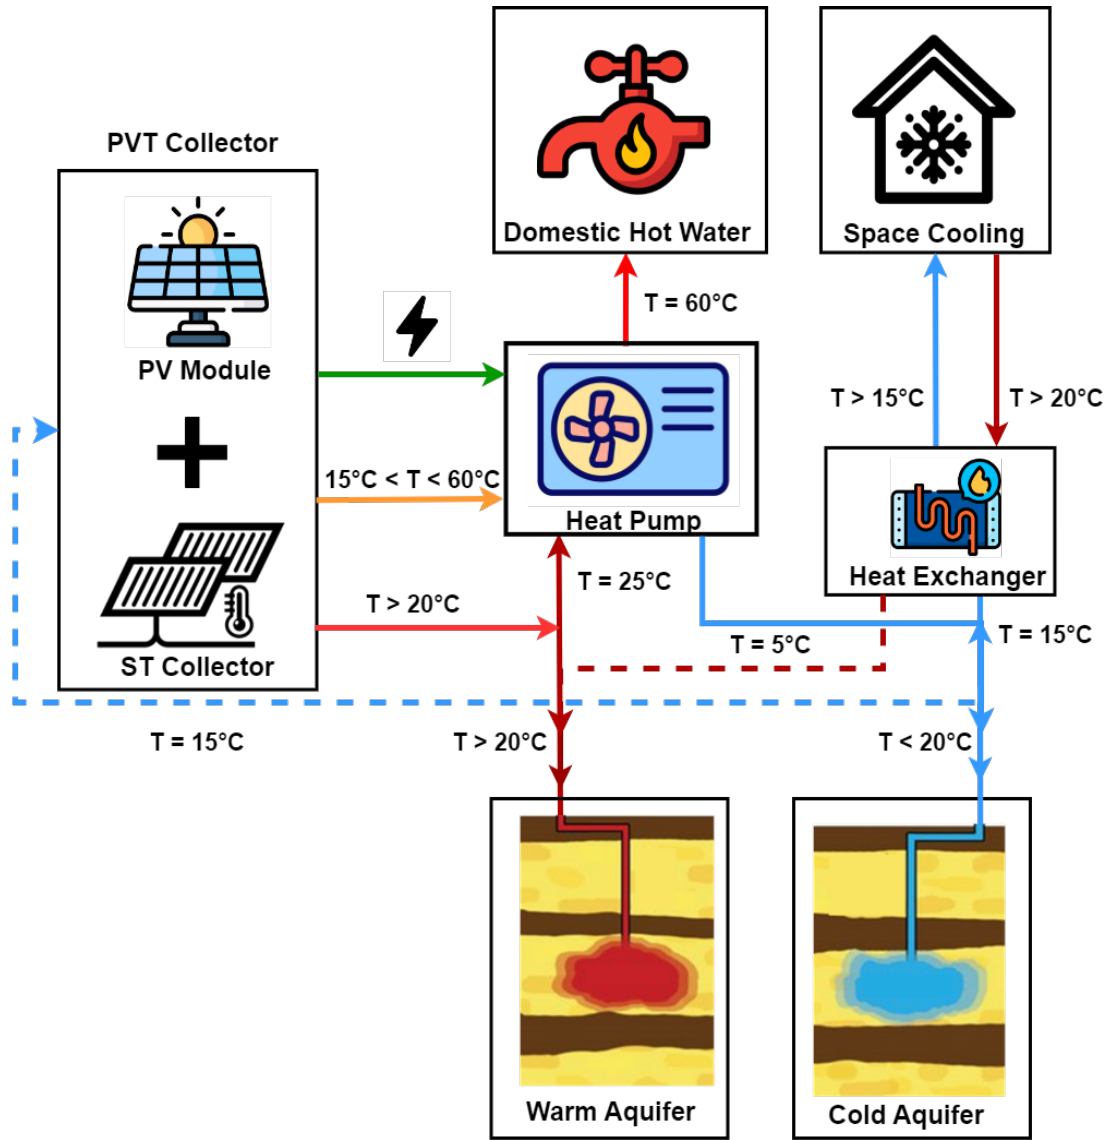 PVT Collector
PV Module
ST Collector
Domestic Hot Water
Space Cooling
T = 60°C
T > 15°C
T > 20°C
15°C < T < 60°C
Heat Pump
Heat Exchanger
T = 25°C
T > 20°C
T = 5°C
T = 15°C
T = 15°C
T > 20°C
T < 20°C
Warm Aquifer
Cold Aquifer